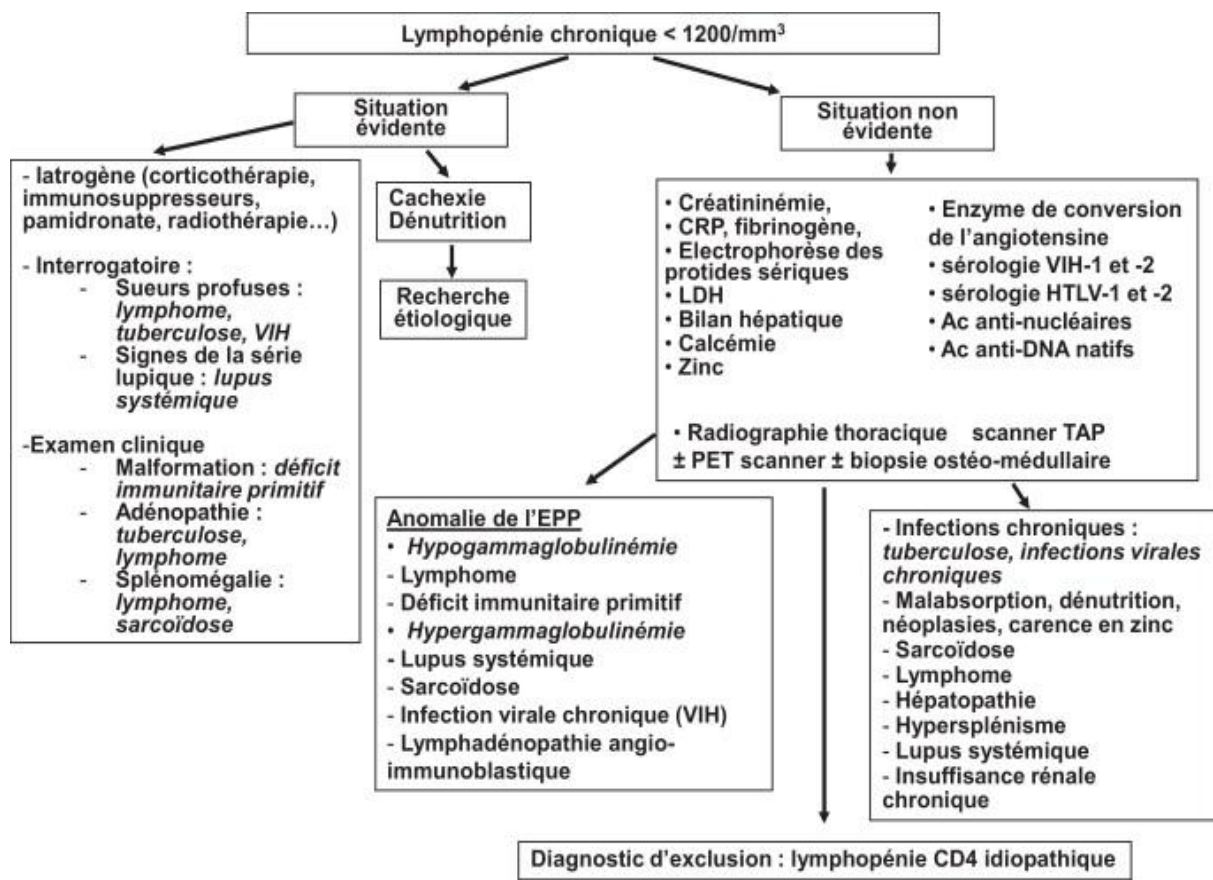 Lymphopénie chronique < 1200/mm³
Situation
évidente
Situation non
évidente
- Iatrogène (corticothérapie,
immunosuppresseurs,
pamidronate, radiothérapie…)
- Interrogatoire :
- Sueurs profuses :
lymphome,
tuberculose, VIH
- Signes de la série
lupique : lupus
systémique
-Examen clinique
- Malformation : déficit
immunitaire primitif
- Adénopathie :
tuberculose,
lymphome
- Splénomégalie :
lymphome,
sarcoïdose
Cachexie
Dénutrition
Recherche
étiologique
• Créatininémie,
• CRP, fibrinogène,
• Electrophorèse des
protides sériques
• LDH
• Bilan hépatique
• Calcémie
• Zinc
• Enzyme de conversion
de l'angiotensine
• sérologie VIH-1 et -2
• sérologie HTLV-1 et -2
• Ac anti-nucléaires
• Ac anti-DNA natifs
• Radiographie thoracique scanner TAP
± PET scanner ± biopsie ostéo-médullaire
Anomalie de l'EPP
• Hypogammaglobulinémie
- Lymphome
- Déficit immunitaire primitif
• Hypergammaglobulinémie
- Lupus systémique
- Sarcoïdose
- Infection virale chronique (VIH)
- Lymphadénopathie angio-
immunoblastique
- Infections chroniques :
tuberculose, infections virales
chroniques
- Malabsorption, dénutrition,
néoplasies, carence en zinc
- Sarcoïdose
- Lymphome
- Hépatopathie
- Hypersplénisme
- Lupus systémique
- Insuffisance rénale
chronique
Diagnostic d'exclusion : lymphopénie CD4 idiopathique